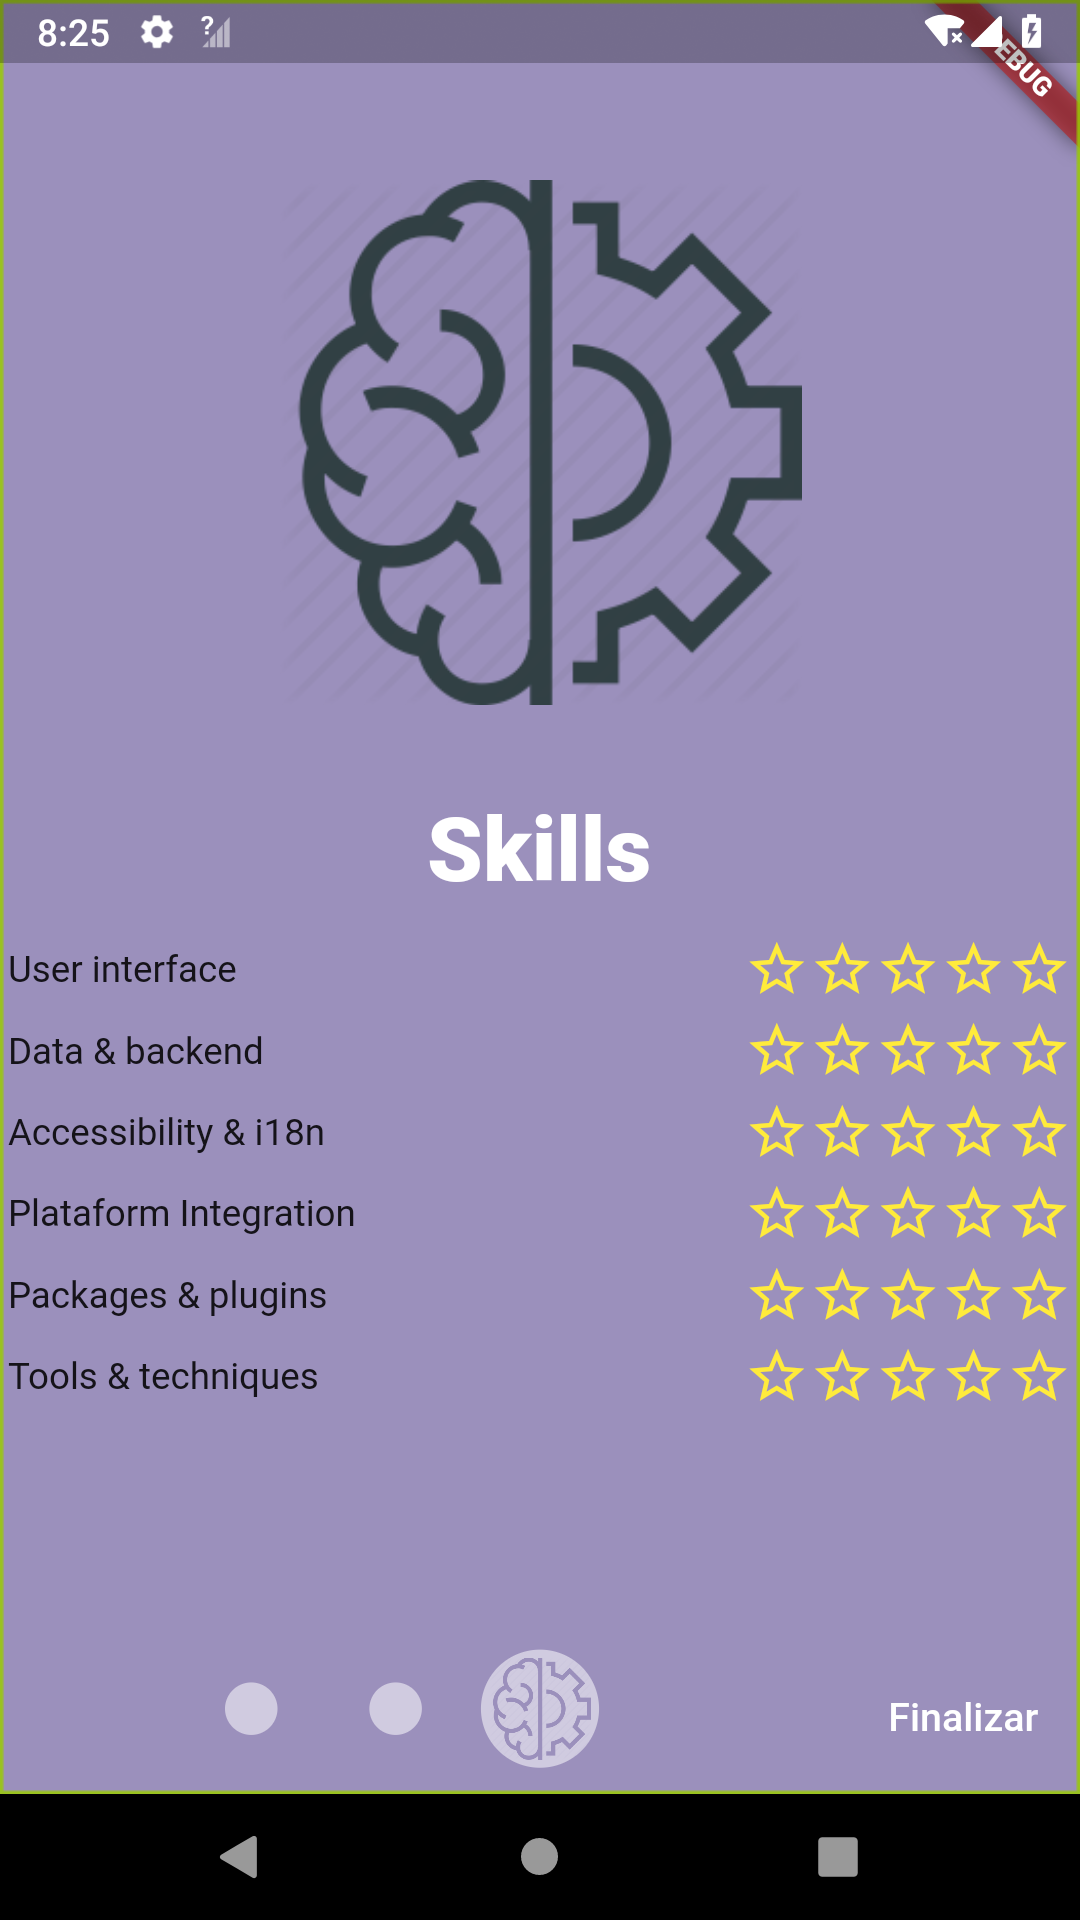 8:25
?
EBUG
Skills
User interface
Data & backend
Accessibility & i18n
Plataform Integration
Packages & plugins
Tools & techniques
Finalizar